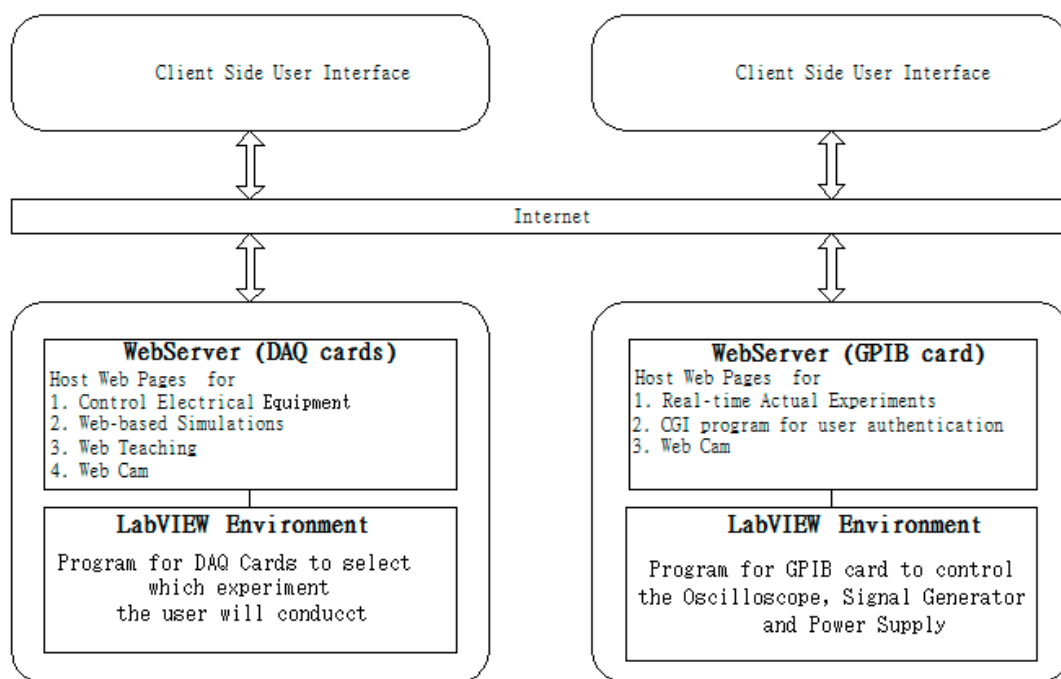 Client Side User Interface
Client Side User Interface
Internet
WebServer (DAQ cards)
Host Web Pages for
1. Control Electrical Equipment
2. Web-based Simulations
3. Web Teaching
4. Web Cam
LabVIEW Environment
Program for DAQ Cards to select
which experiment
the user will conducct
WebServer (GPIB card)
Host Web Pages for
1. Real-time Actual Experiments
2. CGI program for user authentication
3. Web Cam
LabVIEW Environment
Program for GPIB card to control
the Oscilloscope, Signal Generator
and Power Supply